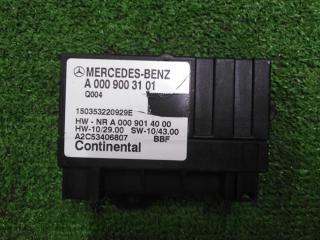 MERCEDES-BENZ
A 000 900 31 01
Q004
150353220929E
HW - NR A 000 901 40 00
HW-10/29.00 SW-10/43.00
A2C53406807 BBF
Continental